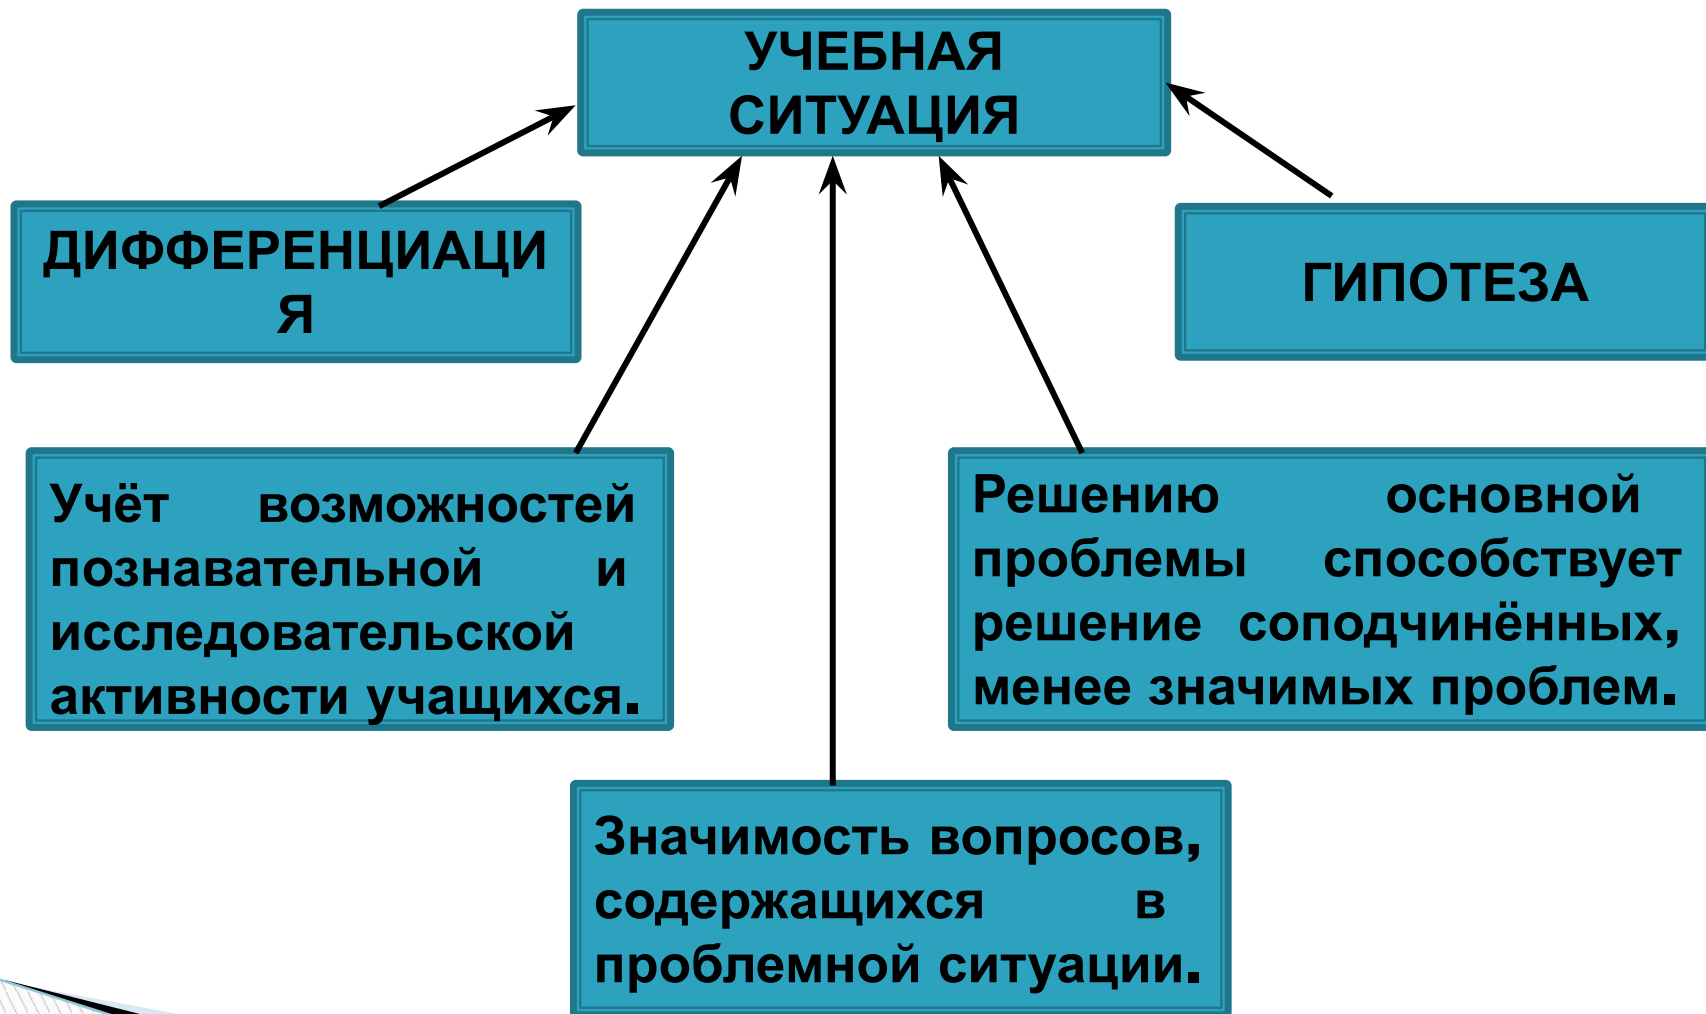 УЧЕБНАЯ
СИТУАЦИЯ
ДИФФЕРЕНЦИАЦИ
Я
ГИПОТЕЗА
Учёт возможностей
познавательной и
исследовательской
активности учащихся.
Решению основной
проблемы способствует
решение соподчинённых,
менее значимых проблем.
Значимость вопросов,
содержащихся в
проблемной ситуации.